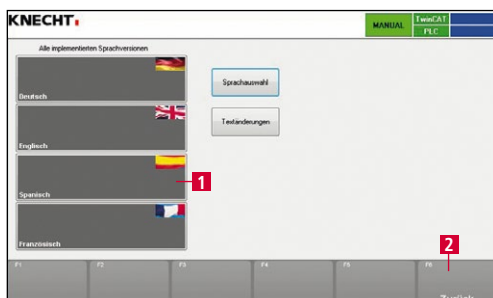 KNECHT
MANUAL
TwinCAT
PLC
Alle implementierten Sprachversionen
Deutsch
Englisch
Spanisch
Französisch
Sprachauswahl
Textänderungen
1
2
F1 F2 F3 F4 F5 F6
Zurück